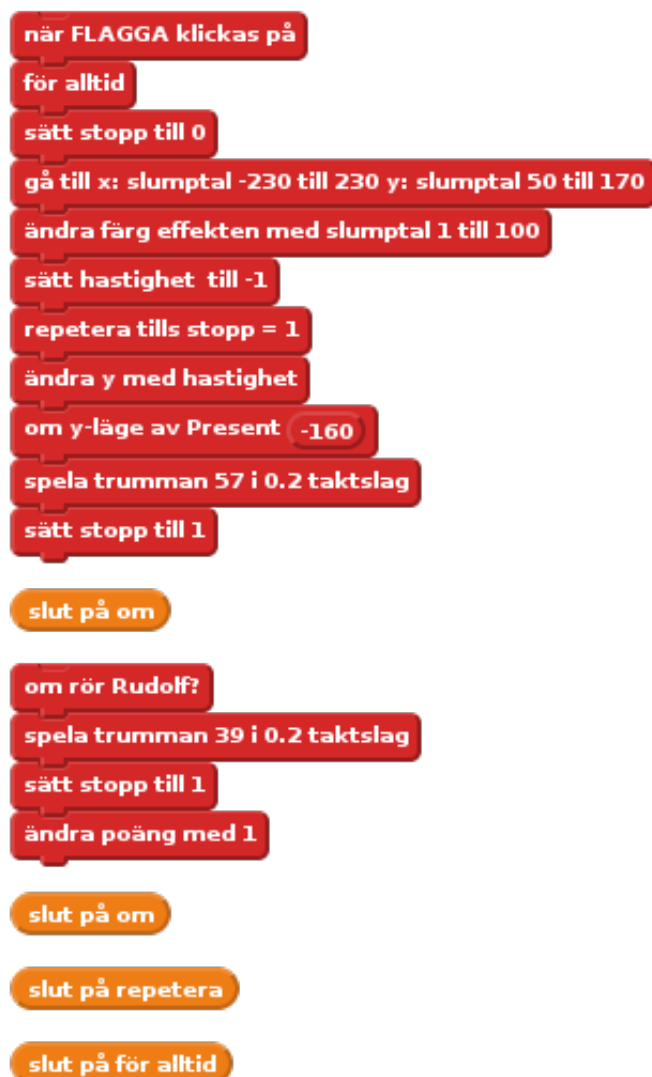 när FLAGGA klickas på
för alltid
sätt stopp till 0
gå till x: slumptal -230 till 230 y: slumptal 50 till 170
ändra färg effekten med slumptal 1 till 100
sätt hastighet till -1
repetera tills stopp = 1
ändra y med hastighet
om y-läge av Present -160
spela trumman 57 i 0.2 taktslag
sätt stopp till 1
slut på om
om rör Rudolf?
spela trumman 39 i 0.2 taktslag
sätt stopp till 1
ändra poäng med 1
slut på om
slut på repetera
slut på för alltid